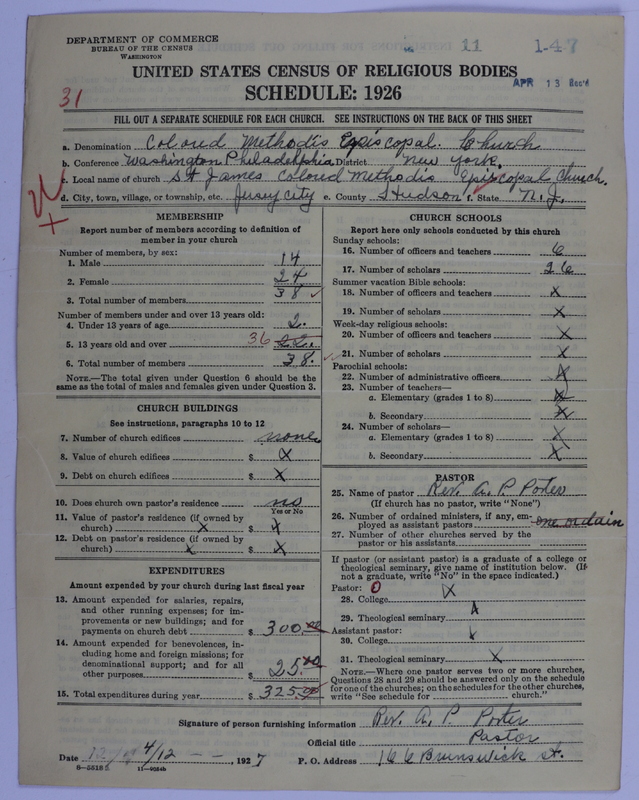 DEPARTMENT OF COMMERCE
BUREAU OF THE CENSUS
WASHINGTON
11 1-47
UNITED STATES CENSUS OF RELIGIOUS BODIES
APR 13 Rec'd
SCHEDULE: 1926
31
FILL OUT A SEPARATE SCHEDULE FOR EACH CHURCH. SEE INSTRUCTIONS ON THE BACK OF THIS SHEET
a. Denomination Colored Methodis Episcopal Church
b. Conference Washington Philadelphia District New York,
c. Local name of church St James Colored Methodis Epis copal Church.
d. City, town, village, or township, etc. Jersey City e. County Hudson f. State N. J.
MEMBERSHIP
Report number of members according to definition of
member in your church
Number of members, by sex:
1. Male 14
2. Female 24
3. Total number of members 38
Number of members under and over 13 years old:
4. Under 13 years of age 2.
5. 13 years old and over 36 22.
6. Total number of members 38.
NOTE.—The total given under Question 6 should be the
same as the total of males and females given under Question 3.
CHURCH BUILDINGS
See instructions, paragraphs 10 to 12
7. Number of church edifices none
8. Value of church edifices $ X
9. Debt on church edifices $ X
10. Does church own pastor's residence no
Yes or No
11. Value of pastor's residence (if owned by
church) X $ X
12. Debt on pastor's residence (if owned by
church) X $ X
EXPENDITURES
Amount expended by your church during last fiscal year
13. Amount expended for salaries, repairs,
and other running expenses; for im-
provements or new buildings; and for
payments on church debt $ 300.00
14. Amount expended for benevolences, in-
cluding home and foreign missions; for
denominational support; and for all
other purposes $ 25.00
15. Total expenditures during year $ 325.00
CHURCH SCHOOLS
Report here only schools conducted by this church
Sunday schools:
16. Number of officers and teachers 6
17. Number of scholars 26
Summer vacation Bible schools:
18. Number of officers and teachers X
19. Number of scholars X
Week-day religious schools:
20. Number of officers and teachers X
21. Number of scholars X
Parochial schools:
22. Number of administrative officers X
23. Number of teachers—
a. Elementary (grades 1 to 8) X
b. Secondary X
24. Number of scholars—
a. Elementary (grades 1 to 8) X
b. Secondary X
PASTOR
25. Name of pastor Rev. A. P. Porter
(If church has no pastor, write "None")
26. Number of ordained ministers, if any, em-
ployed as assistant pastors one ordain
27. Number of other churches served by the
pastor or his assistants
If pastor (or assistant pastor) is a graduate of a college or
theological seminary, give name of institution below. (If
not a graduate, write "No" in the space indicated.)
Pastor: 0
28. College X
29. Theological seminary X
Assistant pastor:
30. College X
31. Theological seminary X
NOTE.—Where one pastor serves two or more churches,
Questions 28 and 29 should be answered only on the schedule
for one of the churches; on the schedules for the other churches,
write "See schedule for church."
Signature of person furnishing information Rev. A. P. Porter
Official title Pastor
Date 4/12 , 1927 P. O. Address 166 Brunswick st.
8-5818a 11-9264b